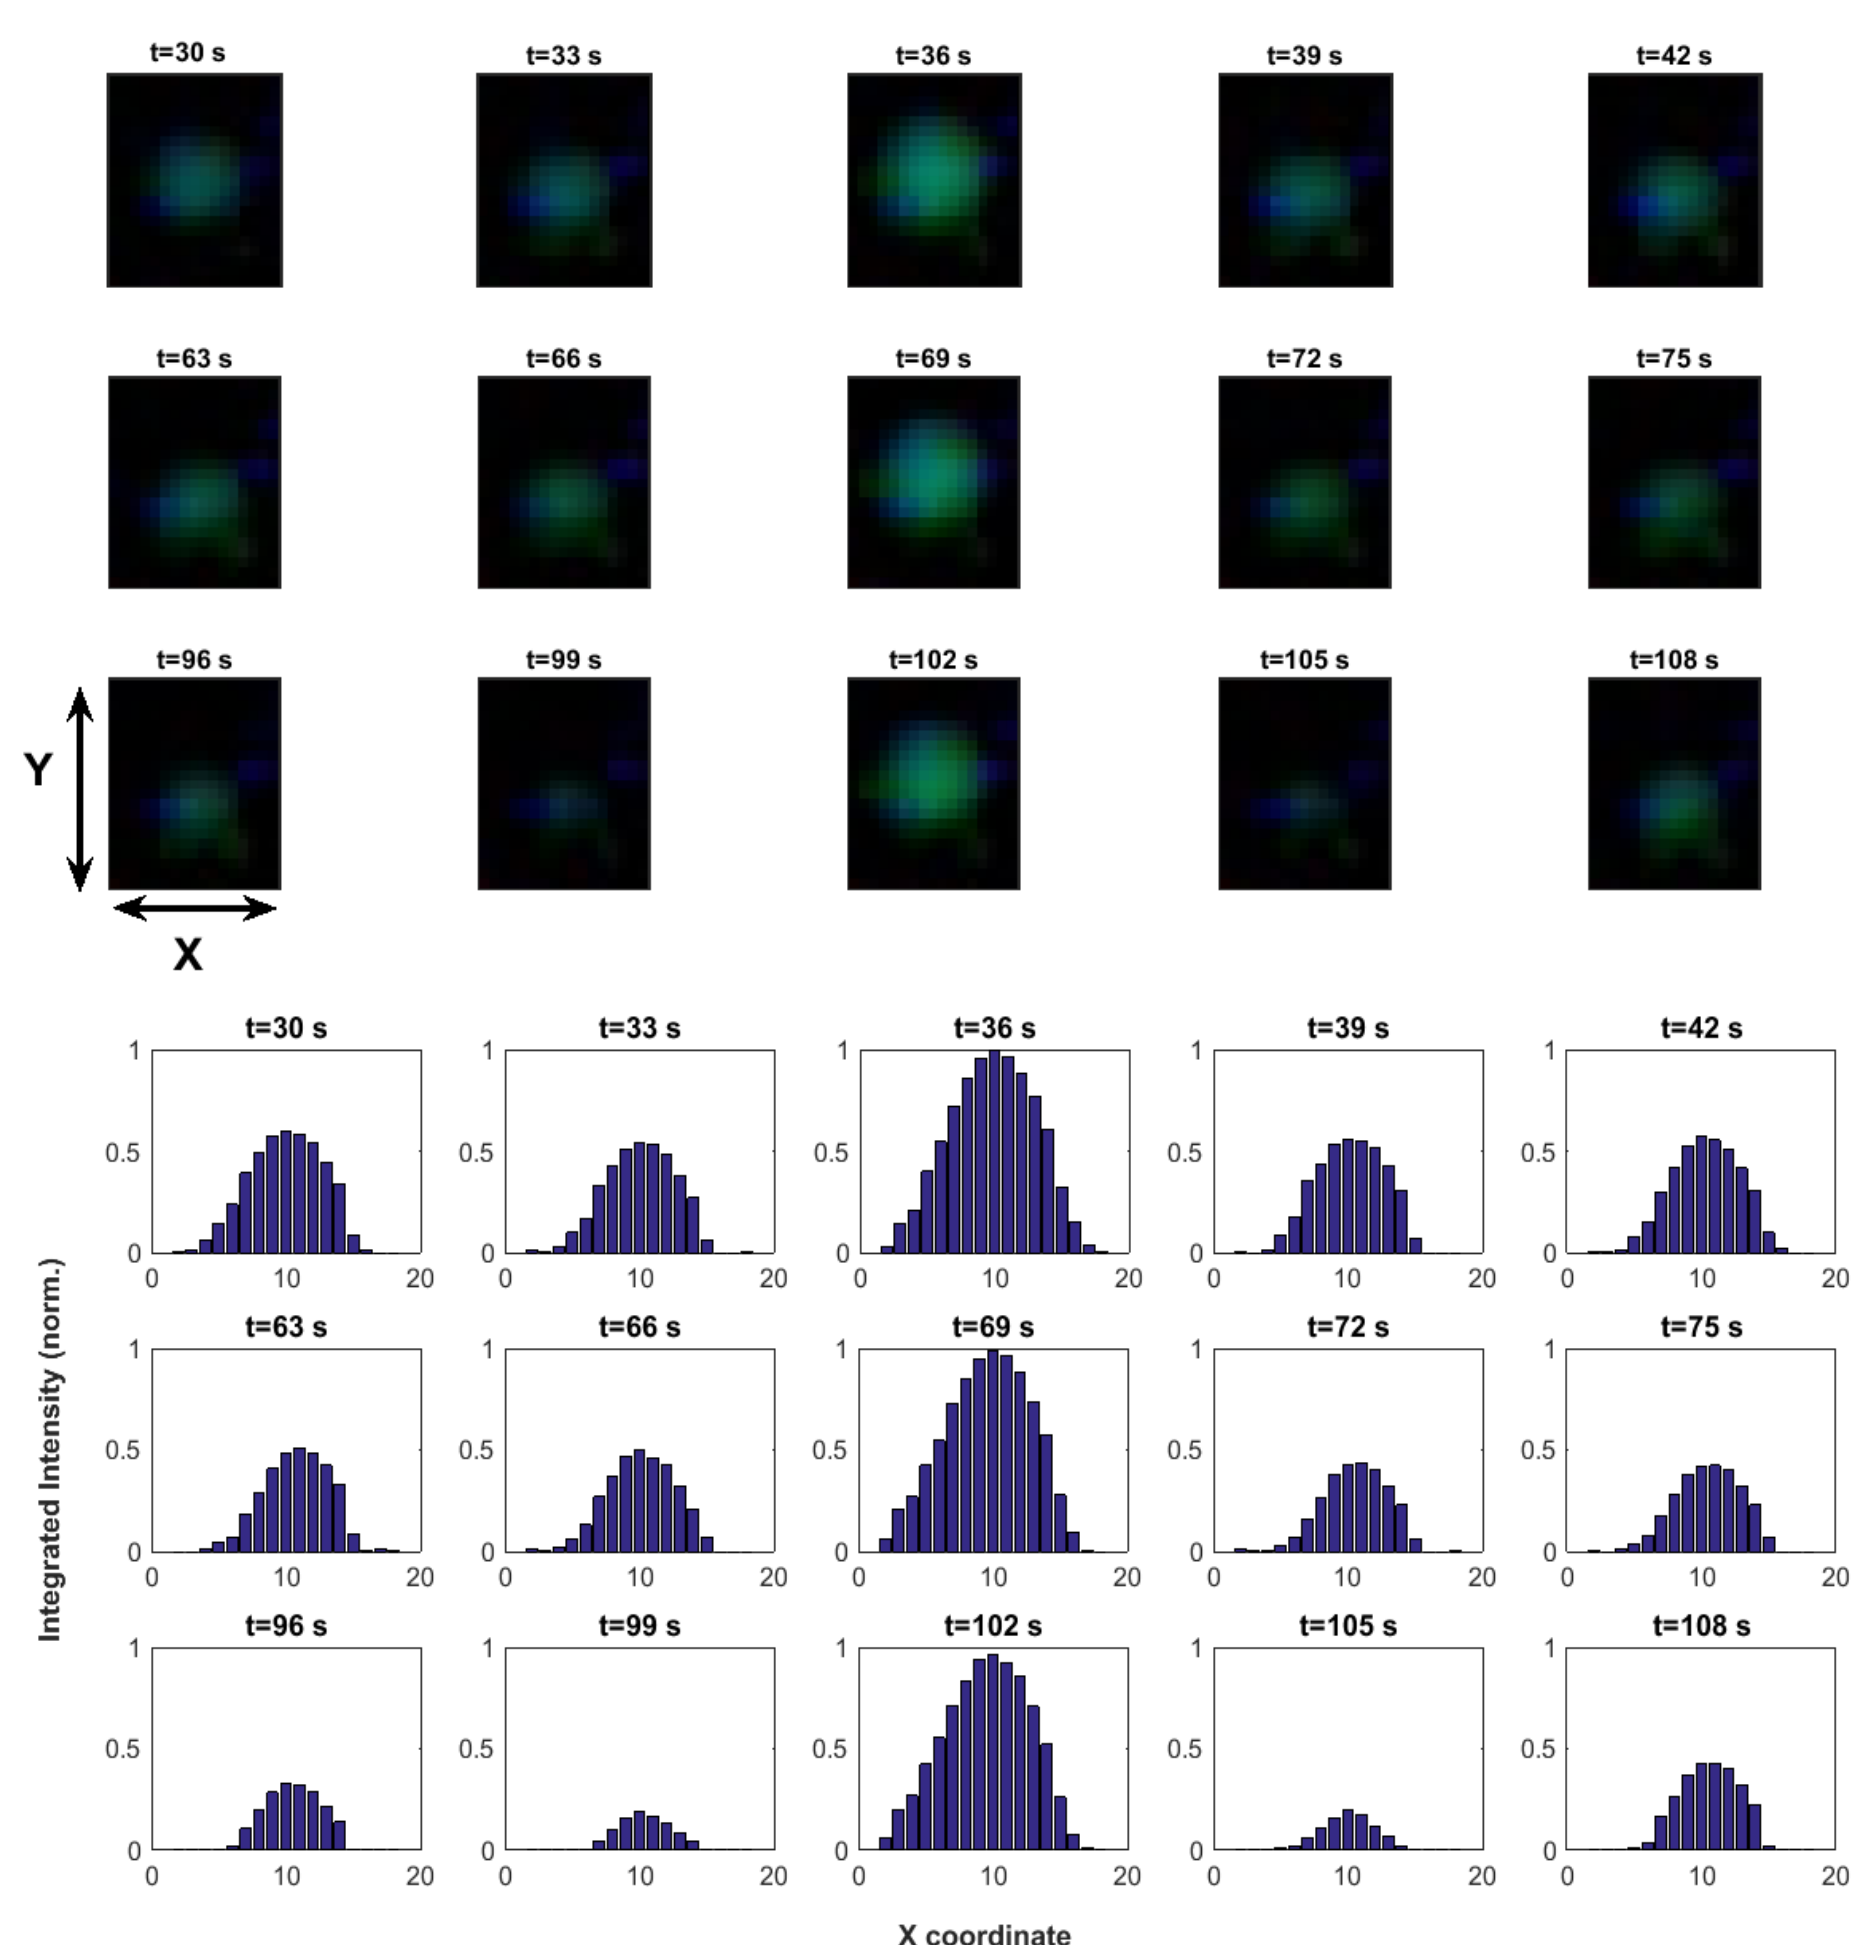 t=30 s t=33 s t=36 s t=39 s t=42 s
t=63 s t=66 s t=69 s t=72 s t=75 s
t=96 s t=99 s t=102 s t=105 s t=108 s
Y
X
t=30 s t=33 s t=36 s t=39 s t=42 s
1 1 1 1 1
0.5 0.5 0.5 0.5 0.5
0 0 0 0 0
0 10 20 0 10 20 0 10 20 0 10 20 0 10 20
t=63 s t=66 s t=69 s t=72 s t=75 s
1 1 1 1 1
0.5 0.5 0.5 0.5 0.5
0 0 0 0 0
0 10 20 0 10 20 0 10 20 0 10 20 0 10 20
t=96 s t=99 s t=102 s t=105 s t=108 s
1 1 1 1 1
0.5 0.5 0.5 0.5 0.5
0 0 0 0 0
0 10 20 0 10 20 0 10 20 0 10 20 0 10 20
Integrated Intensity (norm.)
X coordinate